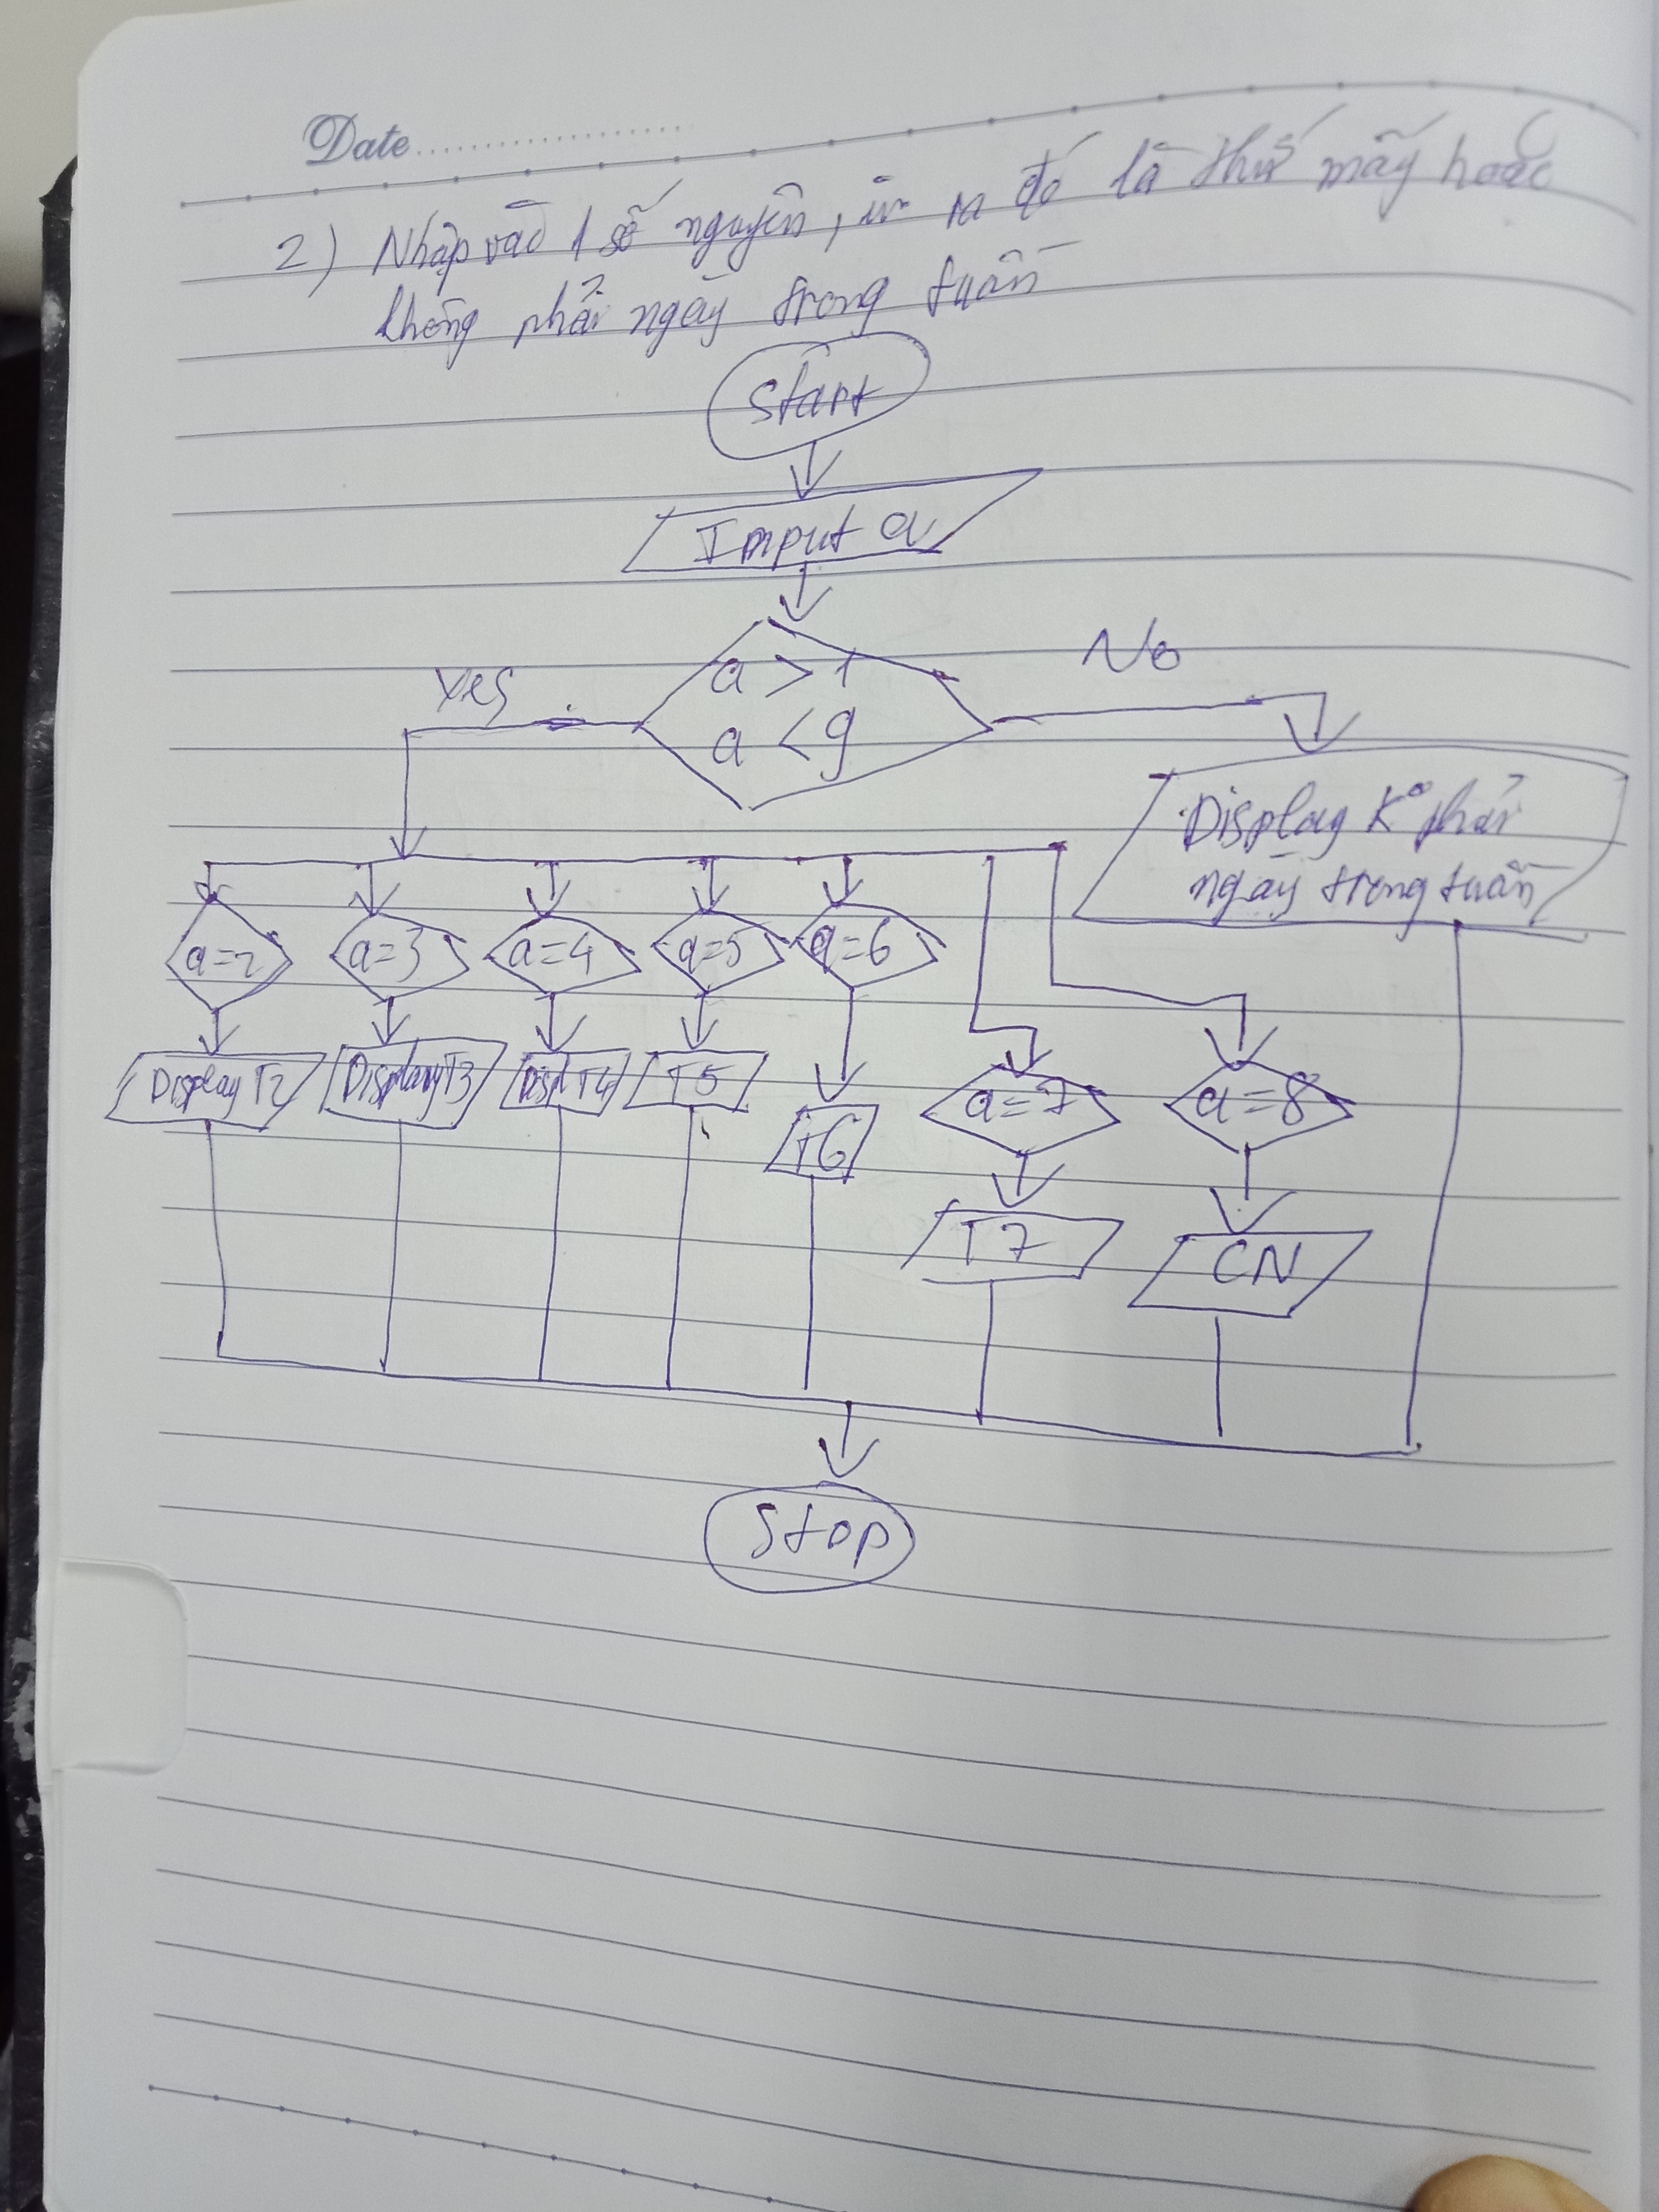 Date
2) Nhập vào 1 số nguyên, in ra đó là thứ mấy hoặc
không phải ngày trong tuần
Start
Input a
a > 1
a < 9
Yes
No
Display K° phải
ngày trong tuần
a=2
a=3
a=4
a=5
a=6
Display T2
Display T3
Displ T4
T5
T6
a=7
a=8
T7
CN
Stop